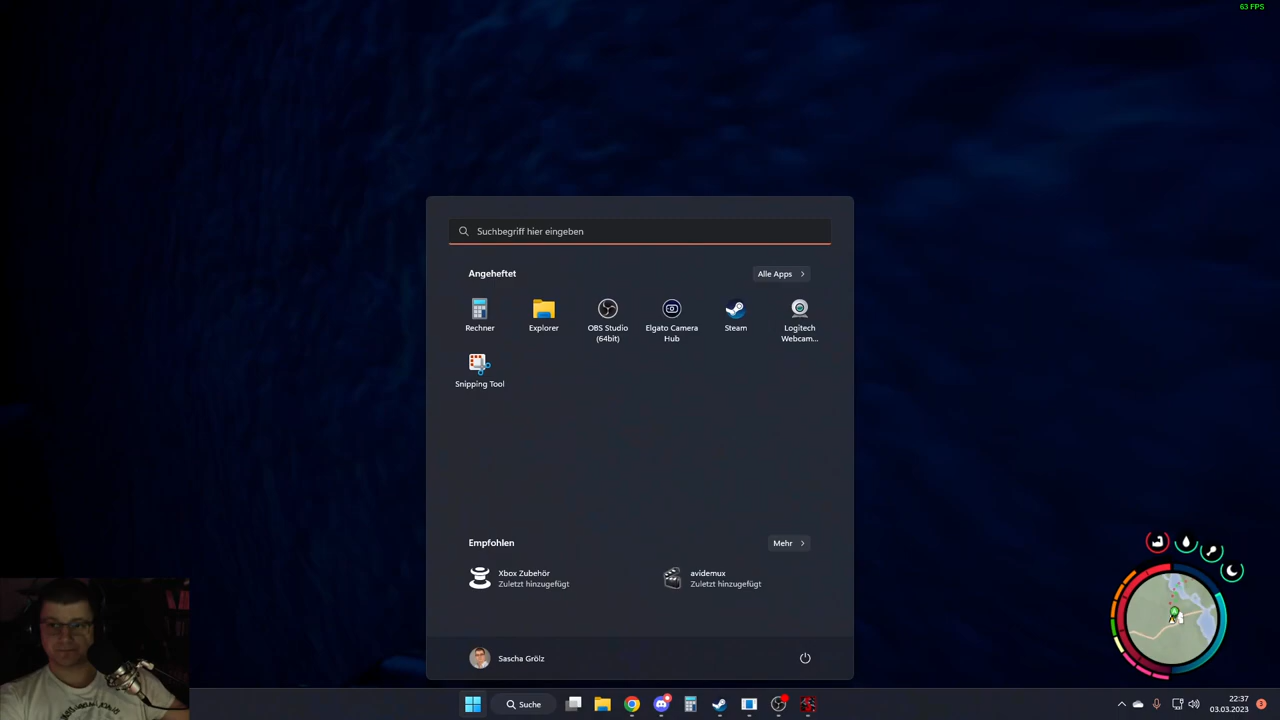 63 FPS
Suchbegriff hier eingeben
Angeheftet
Alle Apps
Rechner
Explorer
OBS Studio
(64bit)
Elgato Camera
Hub
Steam
Logitech
Webcam...
Snipping Tool
Empfohlen
Mehr
Xbox Zubehör
Zuletzt hinzugefügt
avidemux
Zuletzt hinzugefügt
Sascha Grölz
Suche
22:37
03.03.2023
3